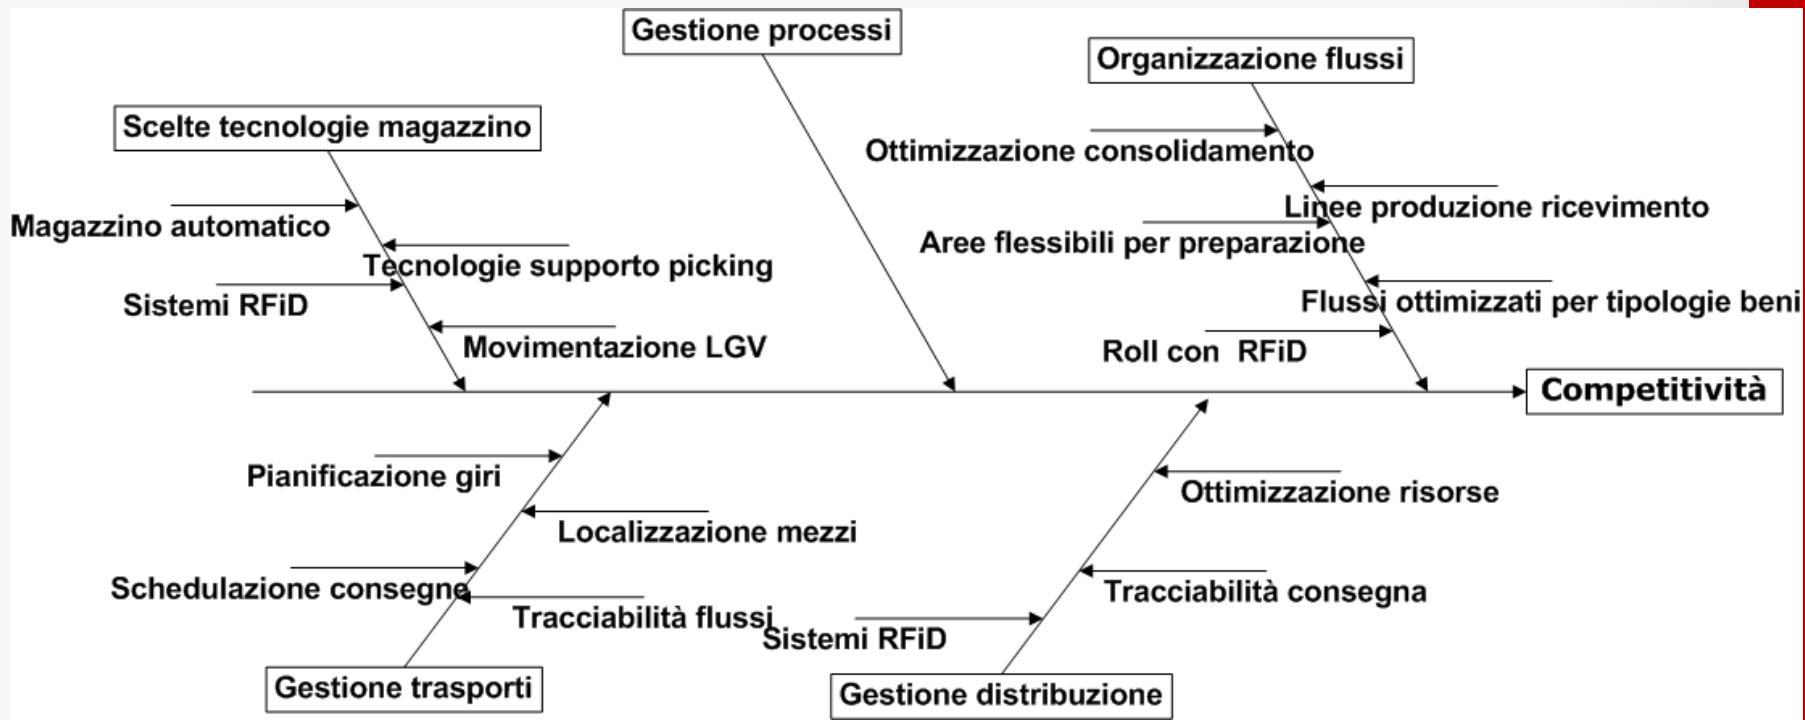 Gestione processi
Organizzazione flussi
Scelte tecnologie magazzino
Ottimizzazione consolidamento
Linee produzione ricevimento
Magazzino automatico
Aree flessibili per preparazione
Tecnologie supporto picking
Sistemi RFiD
Flussi ottimizzati per tipologie beni
Movimentazione LGV
Roll con RFiD
Competitività
Pianificazione giri
Ottimizzazione risorse
Localizzazione mezzi
Schedulazione consegne
Tracciabilità consegna
Tracciabilità flussi
Sistemi RFiD
Gestione trasporti
Gestione distribuzione